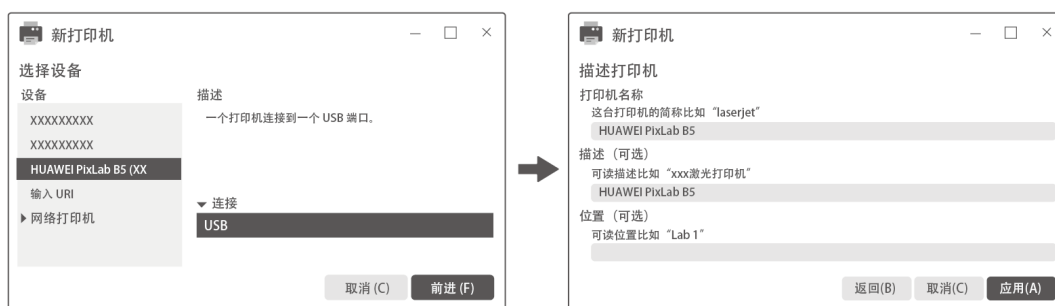 新打印机
选择设备
设备
XXXXXXXXX
XXXXXXXXX
HUAWEI PixLab B5 (XX
输入 URI
网络打印机
描述
一个打印机连接到一个 USB 端口。
连接
USB
取消 (C)
前进 (F)
新打印机
描述打印机
打印机名称
这台打印机的简称比如“laserjet”
HUAWEI PixLab B5
描述（可选）
可读描述比如“xxx激光打印机”
HUAWEI PixLab B5
位置（可选）
可读位置比如“Lab 1”
返回(B)
取消(C)
应用(A)